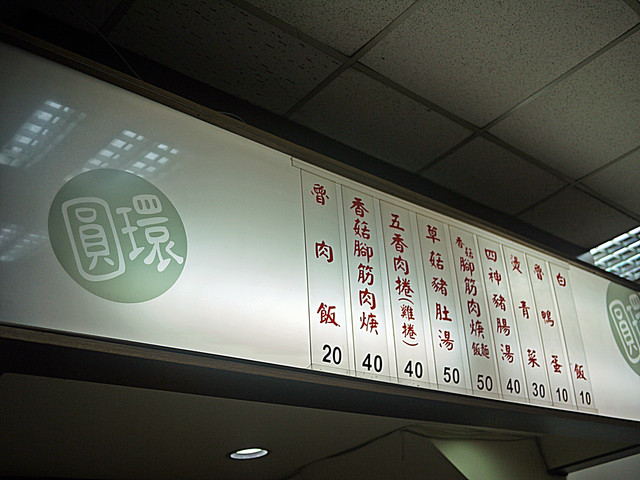 圓環
魯肉飯 20
香菇腳筋肉焿 40
五香肉捲(雞捲) 40
草菇豬肚湯 50
香菇腳筋肉焿飯麵 50
四神豬腸湯 40
燙青菜 30
魯鴨蛋 10
白飯 10
圓